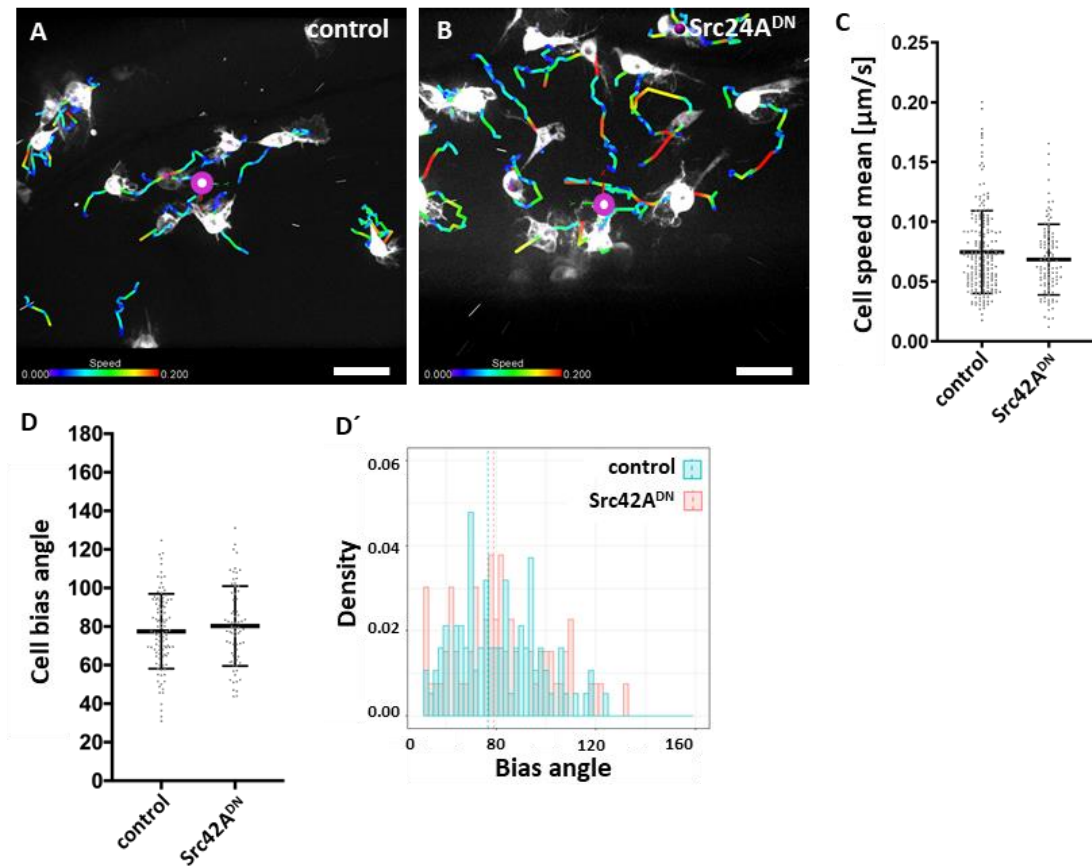 A
control
Speed
0.000
0.200
B
Src24A^DN
Speed
0.000
0.200
C
Cell speed mean [µm/s]
0.25
0.20
0.15
0.10
0.05
0.00
control
Src42A^DN
D
Cell bias angle
180
160
140
120
100
80
60
40
20
0
control
Src42A^DN
D´
Density
0.06
0.04
0.02
0.00
control
Src42A^DN
0
80
120
160
Bias angle